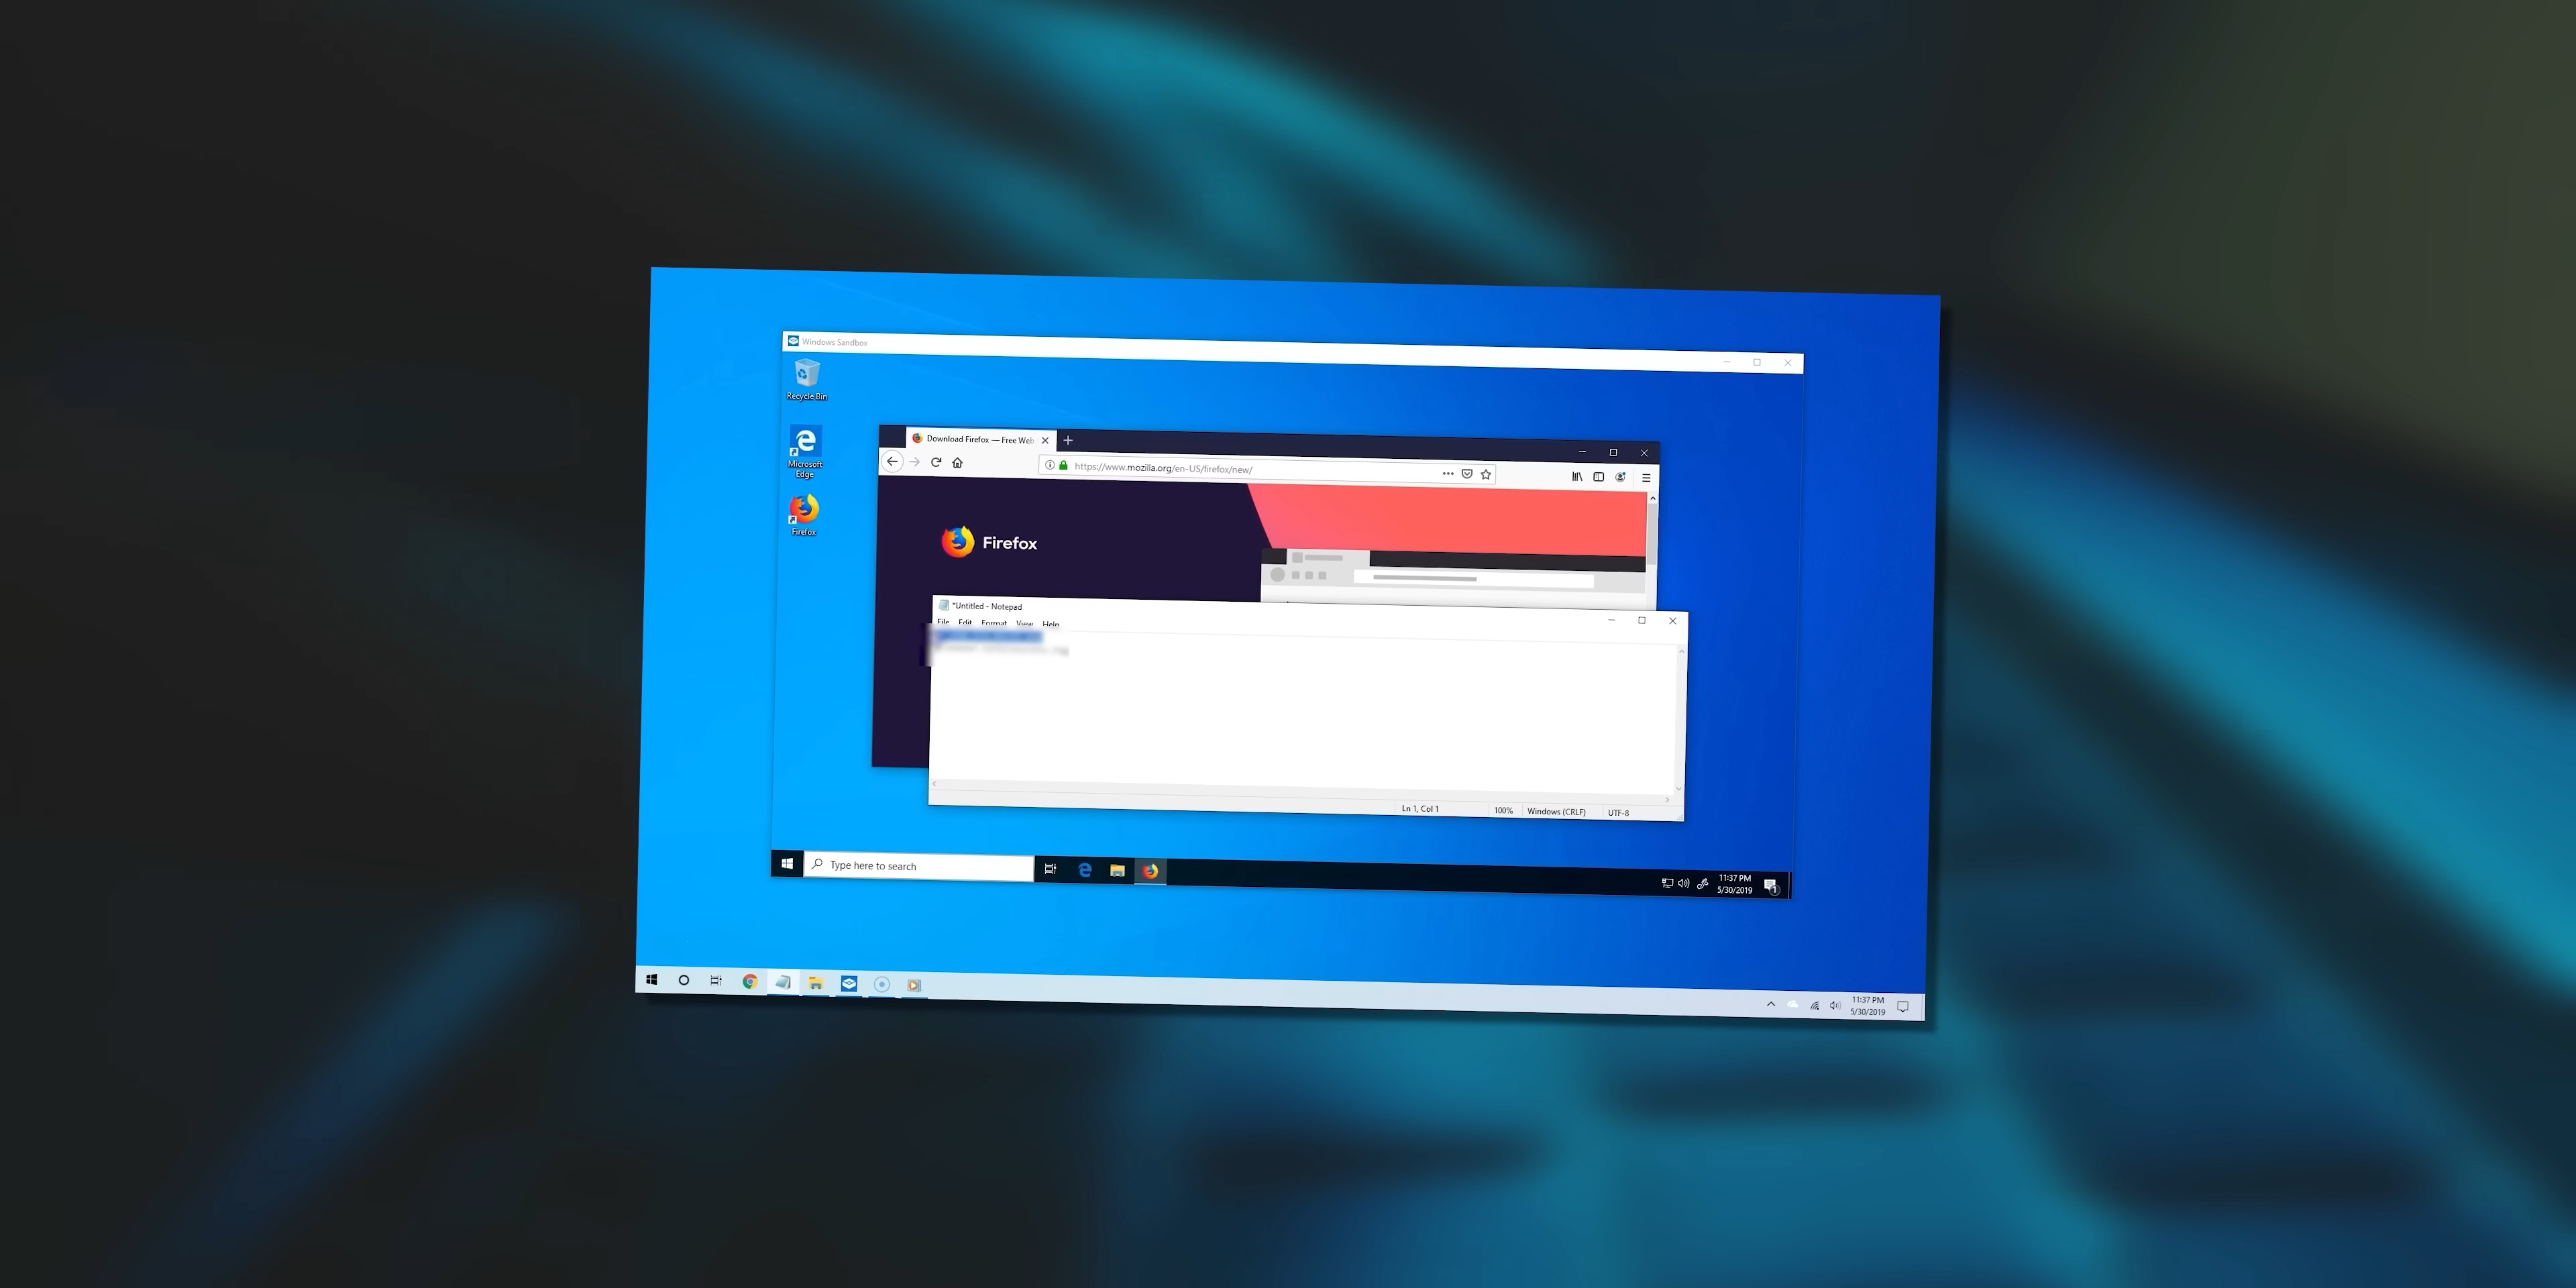 Windows Sandbox
Recycle Bin
Microsoft
Edge
Firefox
Download Firefox — Free Web
https://www.mozilla.org/en-US/firefox/new/
Firefox
*Untitled - Notepad
File Edit Format View Help
Ln 1, Col 1 100% Windows (CRLF) UTF-8
Type here to search
11:37 PM
5/30/2019
1
11:37 PM
5/30/2019